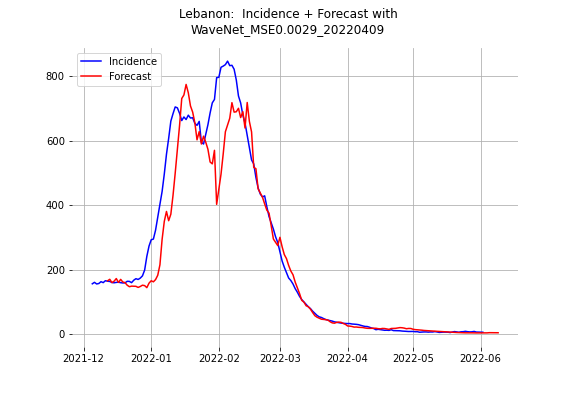 Lebanon:  Incidence + Forecast with
WaveNet_MSE0.0029_20220409
Incidence
Forecast
800
600
400
200
0
2021-12 2022-01 2022-02 2022-03 2022-04 2022-05 2022-06